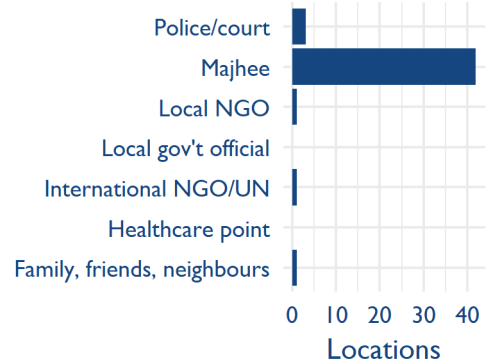 Police/court
Majhee
Local NGO
Local gov't official
International NGO/UN
Healthcare point
Family, friends, neighbours
0 10 20 30 40
Locations